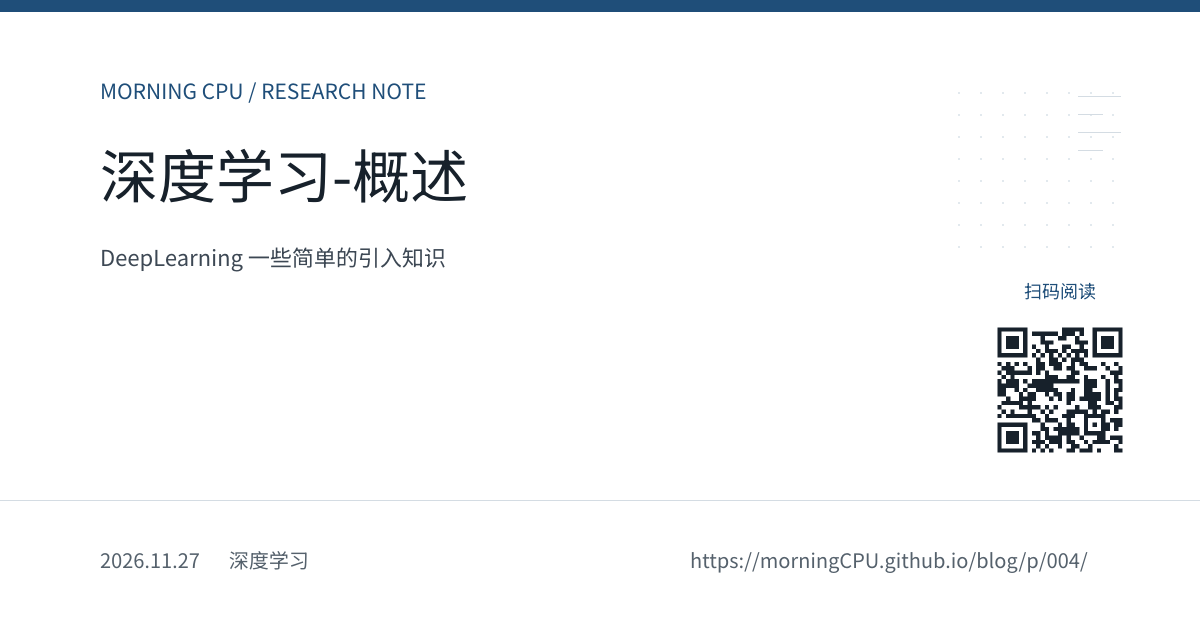 MORNING CPU / RESEARCH NOTE
深度学习-概述
DeepLearning 一些简单的引入知识
扫码阅读
2026.11.27 深度学习
https://morningCPU.github.io/blog/p/004/